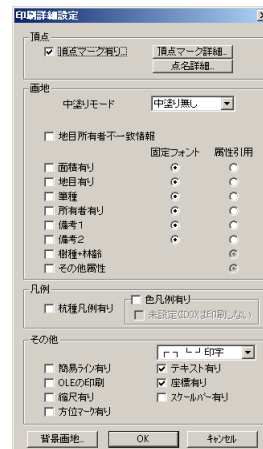 印刷詳細設定
頂点
頂点マーク有り
頂点マーク詳細..
点名詳細..
画地
中塗りモード 中塗り無し
地目所有者不一致情報
固定フォント 属性引用
面積有り
地目有り
筆種
所有者有り
備考1
備考2
樹種+林齢
その他属性
凡例
杭種凡例有り
色凡例有り
未設定(IDO)は印刷しない
その他
┌ ┐ └ ┘印字
簡易ライン有り テキスト有り
OLEの印刷 座標有り
縮尺有り スケールバー有り
方位マーク有り
背景画地.. OK キャンセル